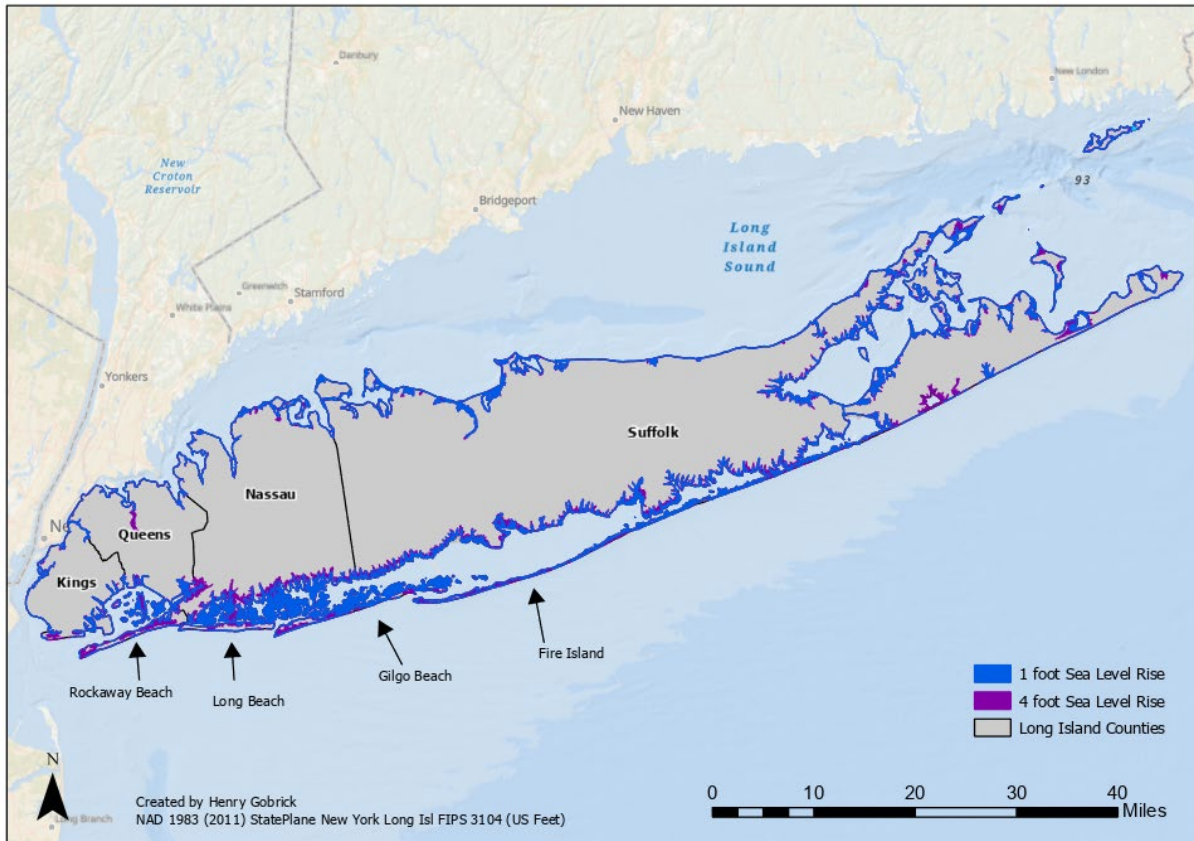 Danbury
New London
New Haven
New
Croton
Reservoir
93
Bridgeport
Long
Island
Sound
Greenwich
Stamford
White Plains
Yonkers
Suffolk
Nassau
Queens
Ne
Kings
Fire Island
Gilgo Beach
Rockaway Beach
Long Beach
1 foot Sea Level Rise
4 foot Sea Level Rise
Long Island Counties
N
Created by Henry Gobrick
NAD 1983 (2011) StatePlane New York Long Isl FIPS 3104 (US Feet)
Long Branch
0 10 20 30 40
Miles